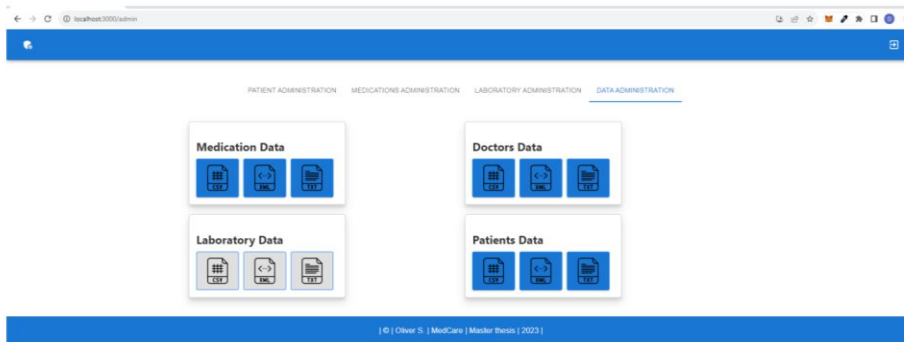 localhost:3000/admin
PATIENT ADMINISTRATION MEDICATIONS ADMINISTRATION LABORATORY ADMINISTRATION DATA ADMINISTRATION
Medication Data
CSV XML TXT
Doctors Data
CSV XML TXT
Laboratory Data
CSV XML TXT
Patients Data
CSV XML TXT
| © | Oliver S. | MedCare | Master thesis | 2023 |